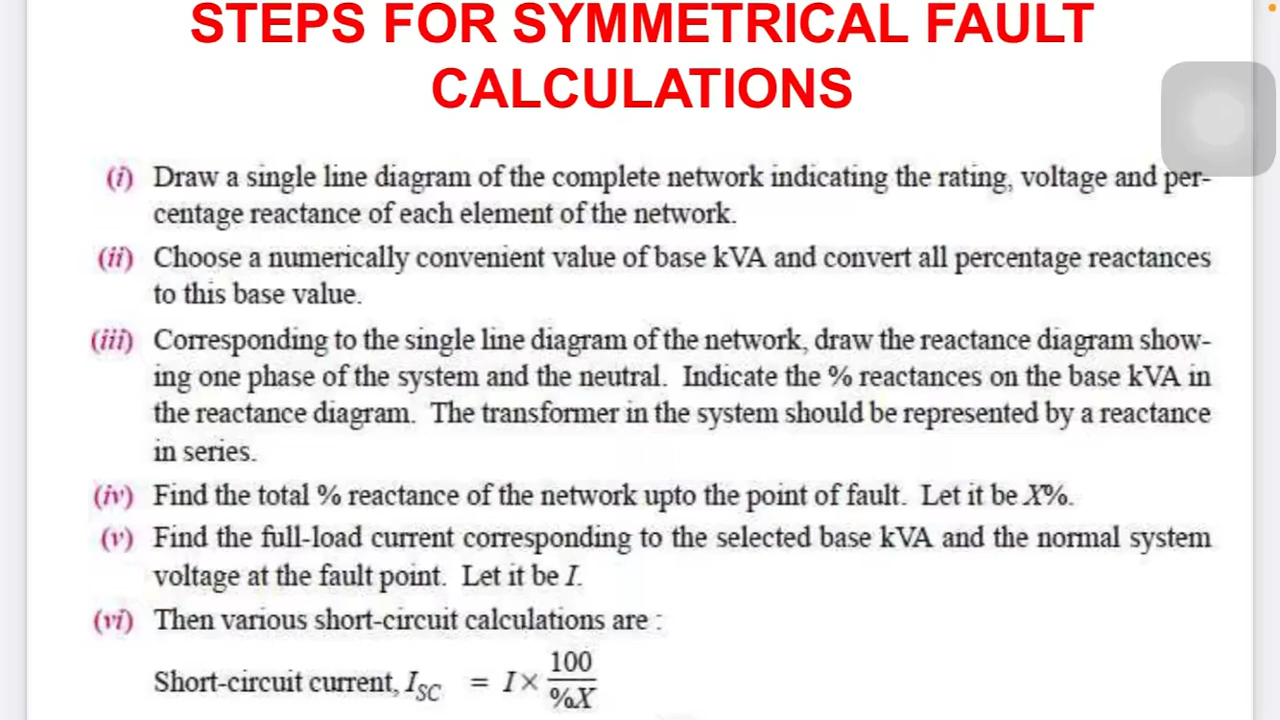 STEPS FOR SYMMETRICAL FAULT
CALCULATIONS
(i) Draw a single line diagram of the complete network indicating the rating, voltage and per-
centage reactance of each element of the network.
(ii) Choose a numerically convenient value of base kVA and convert all percentage reactances
to this base value.
(iii) Corresponding to the single line diagram of the network, draw the reactance diagram show-
ing one phase of the system and the neutral. Indicate the % reactances on the base kVA in
the reactance diagram. The transformer in the system should be represented by a reactance
in series.
(iv) Find the total % reactance of the network upto the point of fault. Let it be X%.
(v) Find the full-load current corresponding to the selected base kVA and the normal system
voltage at the fault point. Let it be I.
(vi) Then various short-circuit calculations are :
Short-circuit current, I_SC = I × 100 / %X